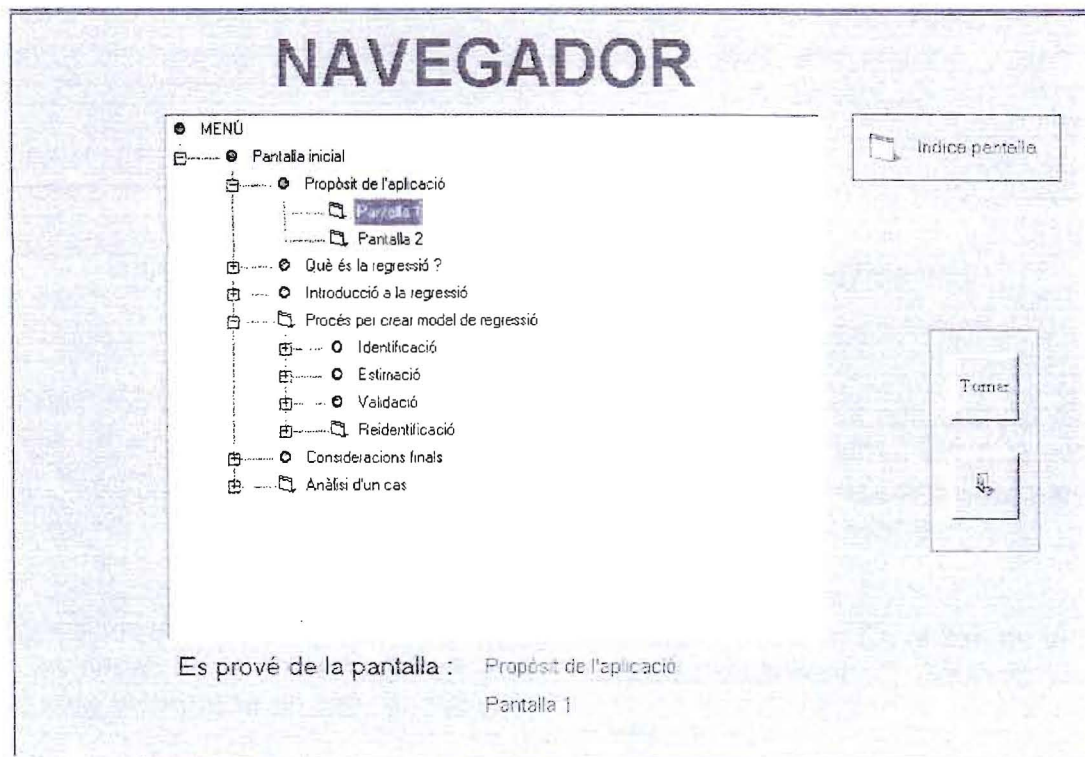 NAVEGADOR
MENÚ
Pantalla inicial
Propòsit de l'aplicació
Pantalla 1
Pantalla 2
Què és la regressió ?
Introducció a la regressió
Procés per crear model de regressió
Identificació
Estimació
Validació
Reidentificació
Consideracions finals
Anàlisi d'un cas
Indica pantalla
Tornar
Es prové de la pantalla :
Propòsit de l'aplicació
Pantalla 1